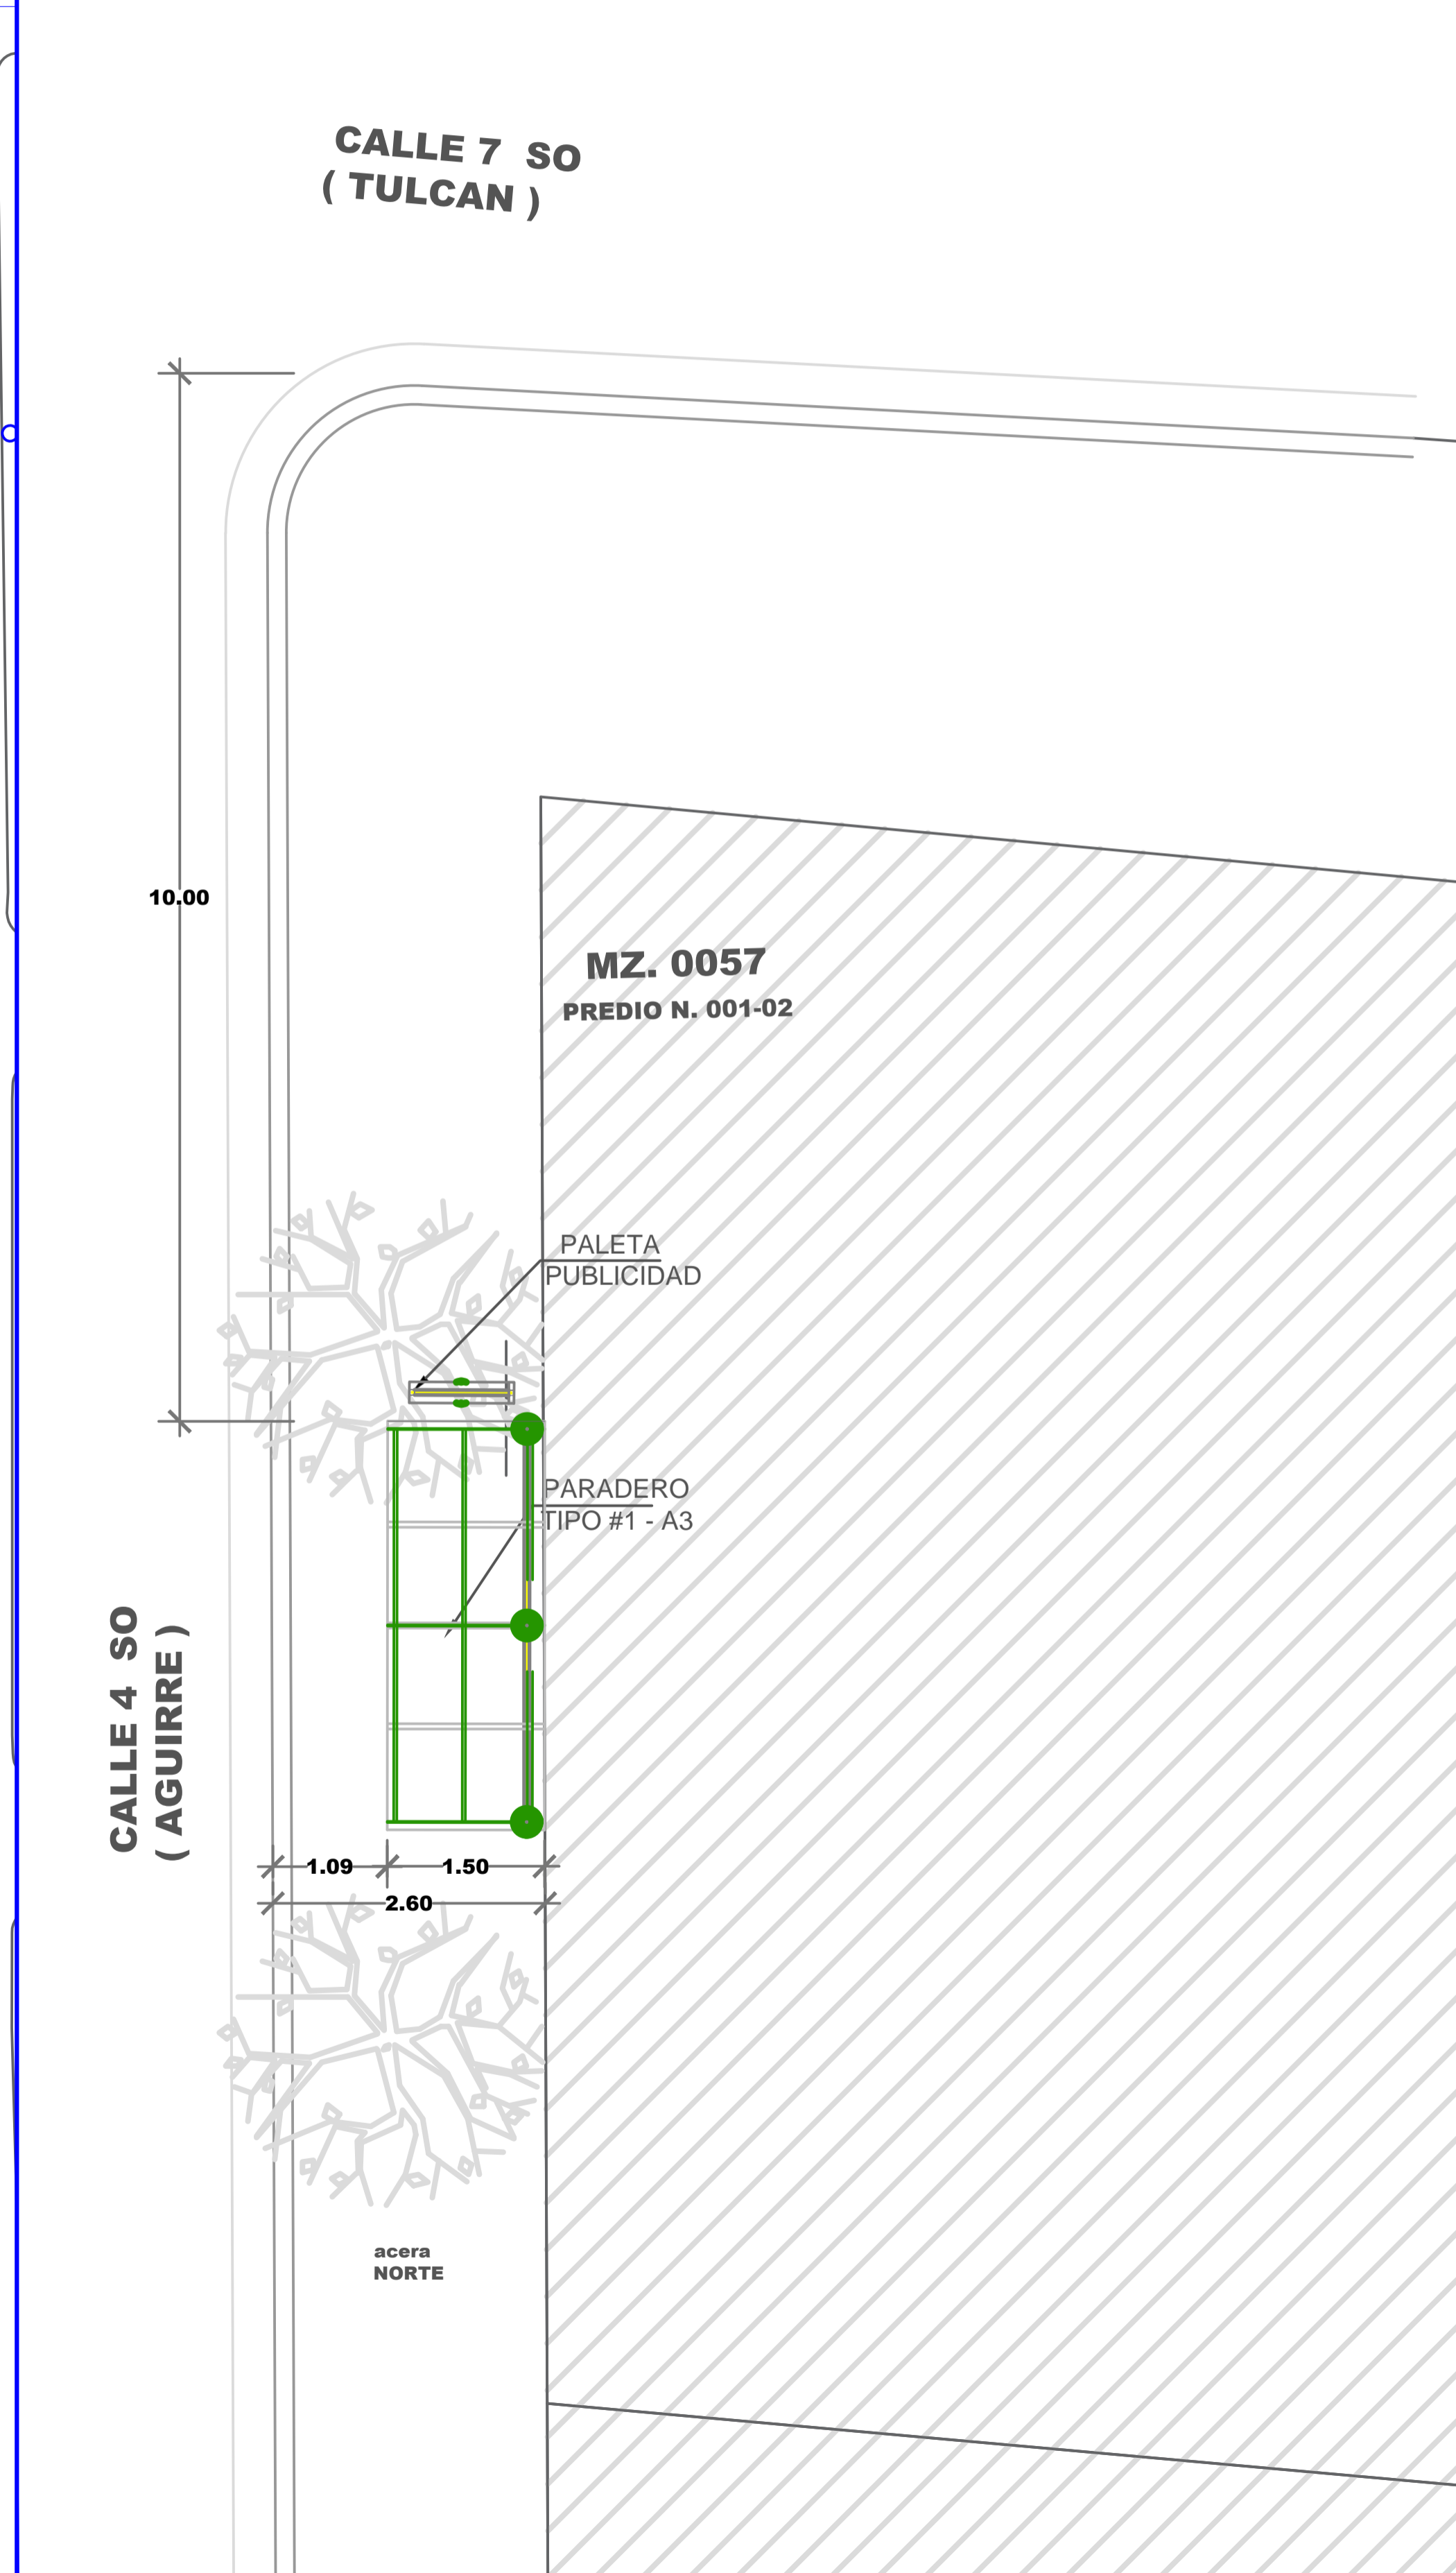 CALLE 7 SO
( TULCAN )
10.00
MZ. 0057
PREDIO N. 001-02
PALETA
PUBLICIDAD
PARADERO
TIPO #1 - A3
CALLE 4 SO
( AGUIRRE )
1.09
1.50
2.60
acera
NORTE